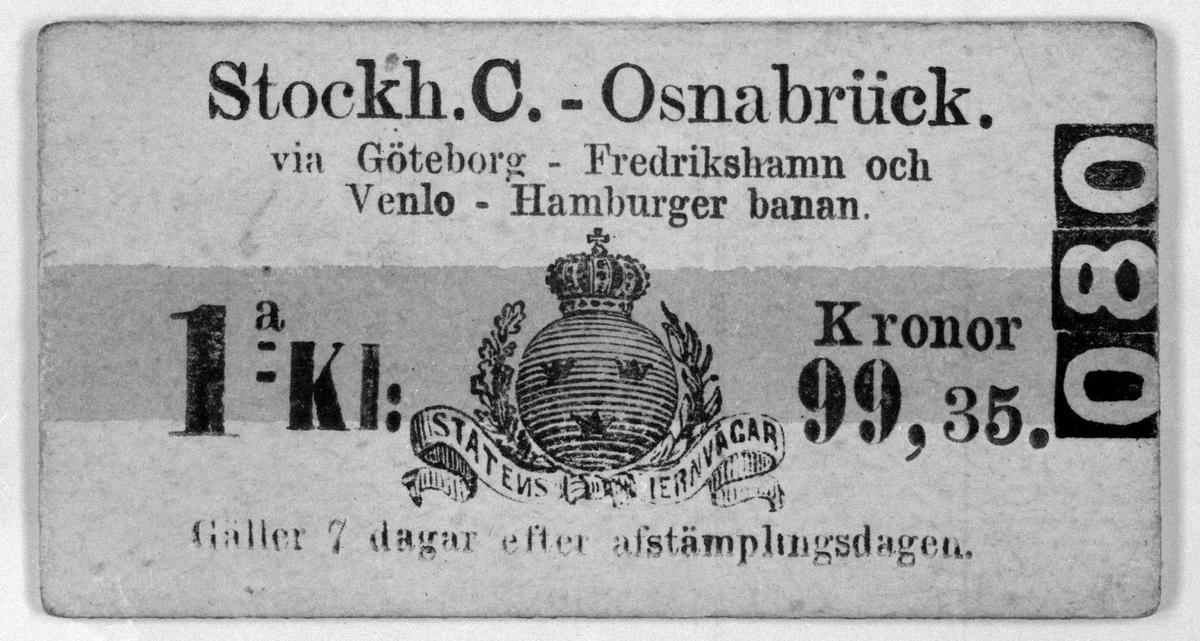 Stockh. C. - Osnabrück.
via Göteborg - Fredrikshamn och
Venlo - Hamburger banan.
1a Kl:
STATENS JERNVÄGAR
Kronor
99,35.
080
Gäller 7 dagar efter afstämplingsdagen.